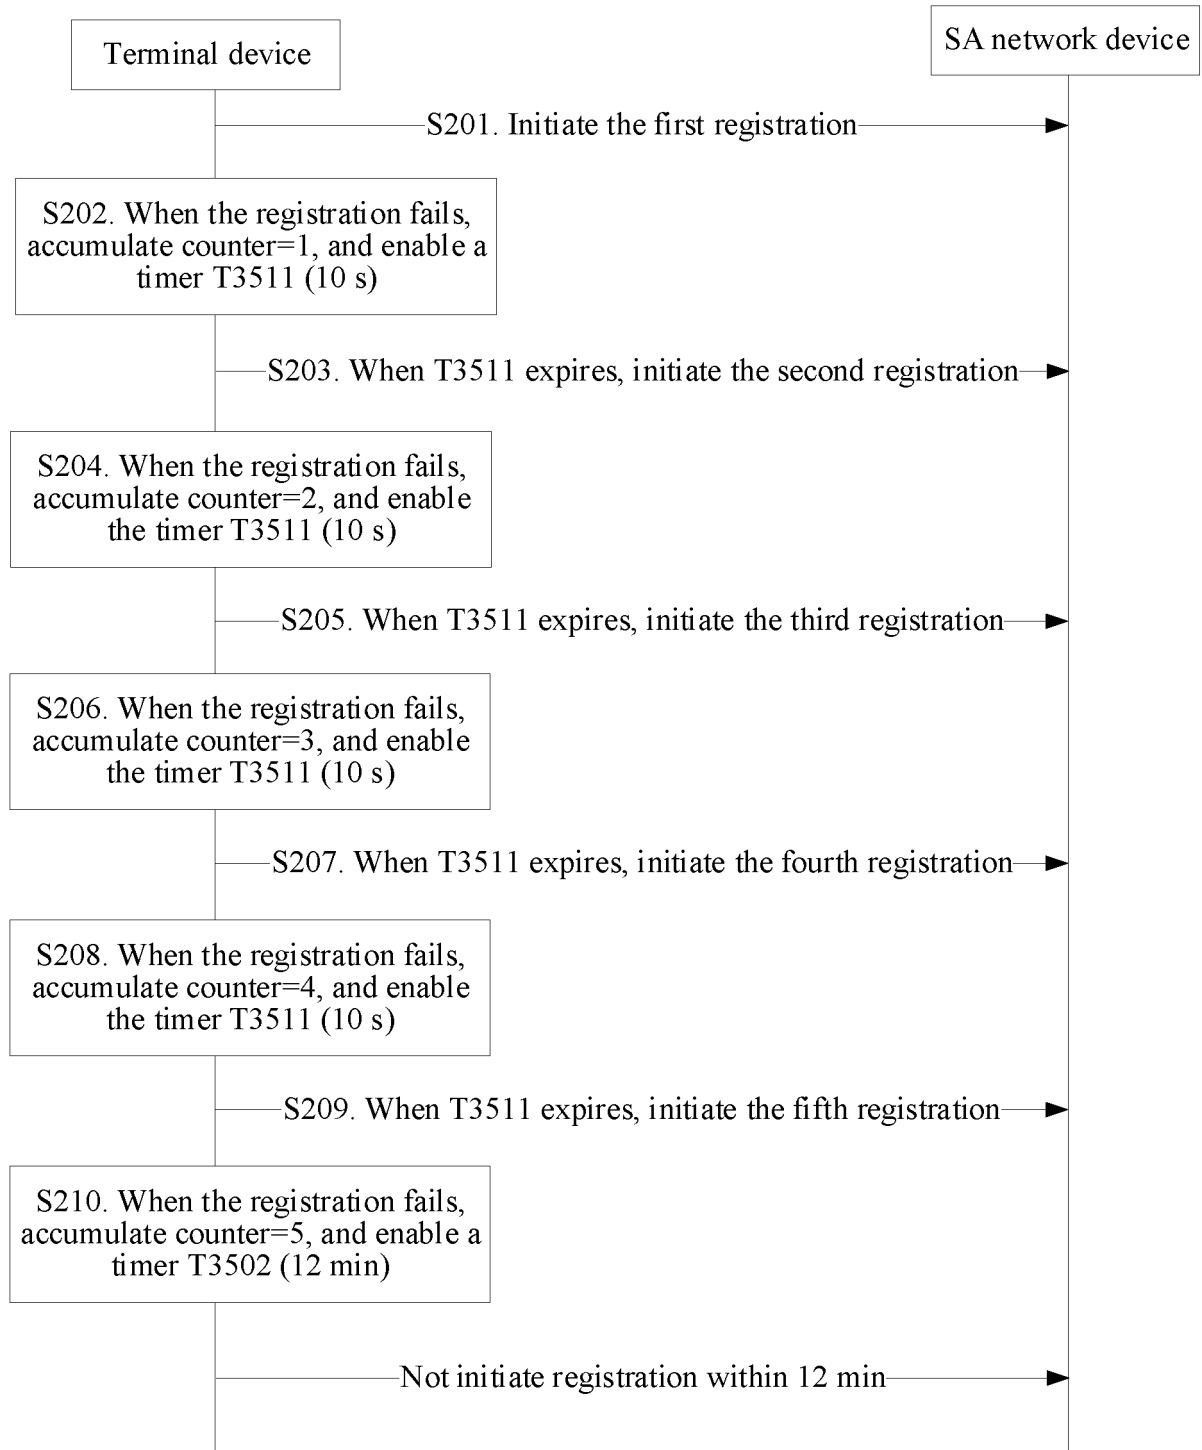 Terminal device
SA network device
S201. Initiate the first registration
S202. When the registration fails,
accumulate counter=1, and enable a
timer T3511 (10 s)
S203. When T3511 expires, initiate the second registration
S204. When the registration fails,
accumulate counter=2, and enable
the timer T3511 (10 s)
S205. When T3511 expires, initiate the third registration
S206. When the registration fails,
accumulate counter=3, and enable
the timer T3511 (10 s)
S207. When T3511 expires, initiate the fourth registration
S208. When the registration fails,
accumulate counter=4, and enable
the timer T3511 (10 s)
S209. When T3511 expires, initiate the fifth registration
S210. When the registration fails,
accumulate counter=5, and enable a
timer T3502 (12 min)
Not initiate registration within 12 min